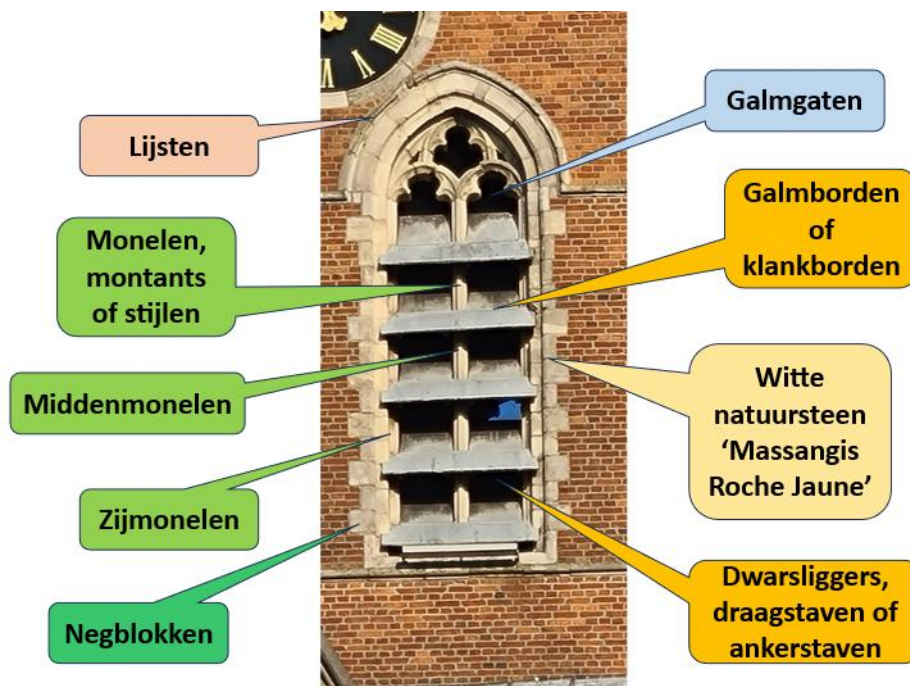 Lijsten
Monelen,
montants
of stijlen
Middenmonelen
Zijmonelen
Negblokken
Galmgaten
Galmborden
of
klankborden
Witte
natuursteen
‘Massangis
Roche Jaune’
Dwarsliggers,
draagstaven of
ankerstaven